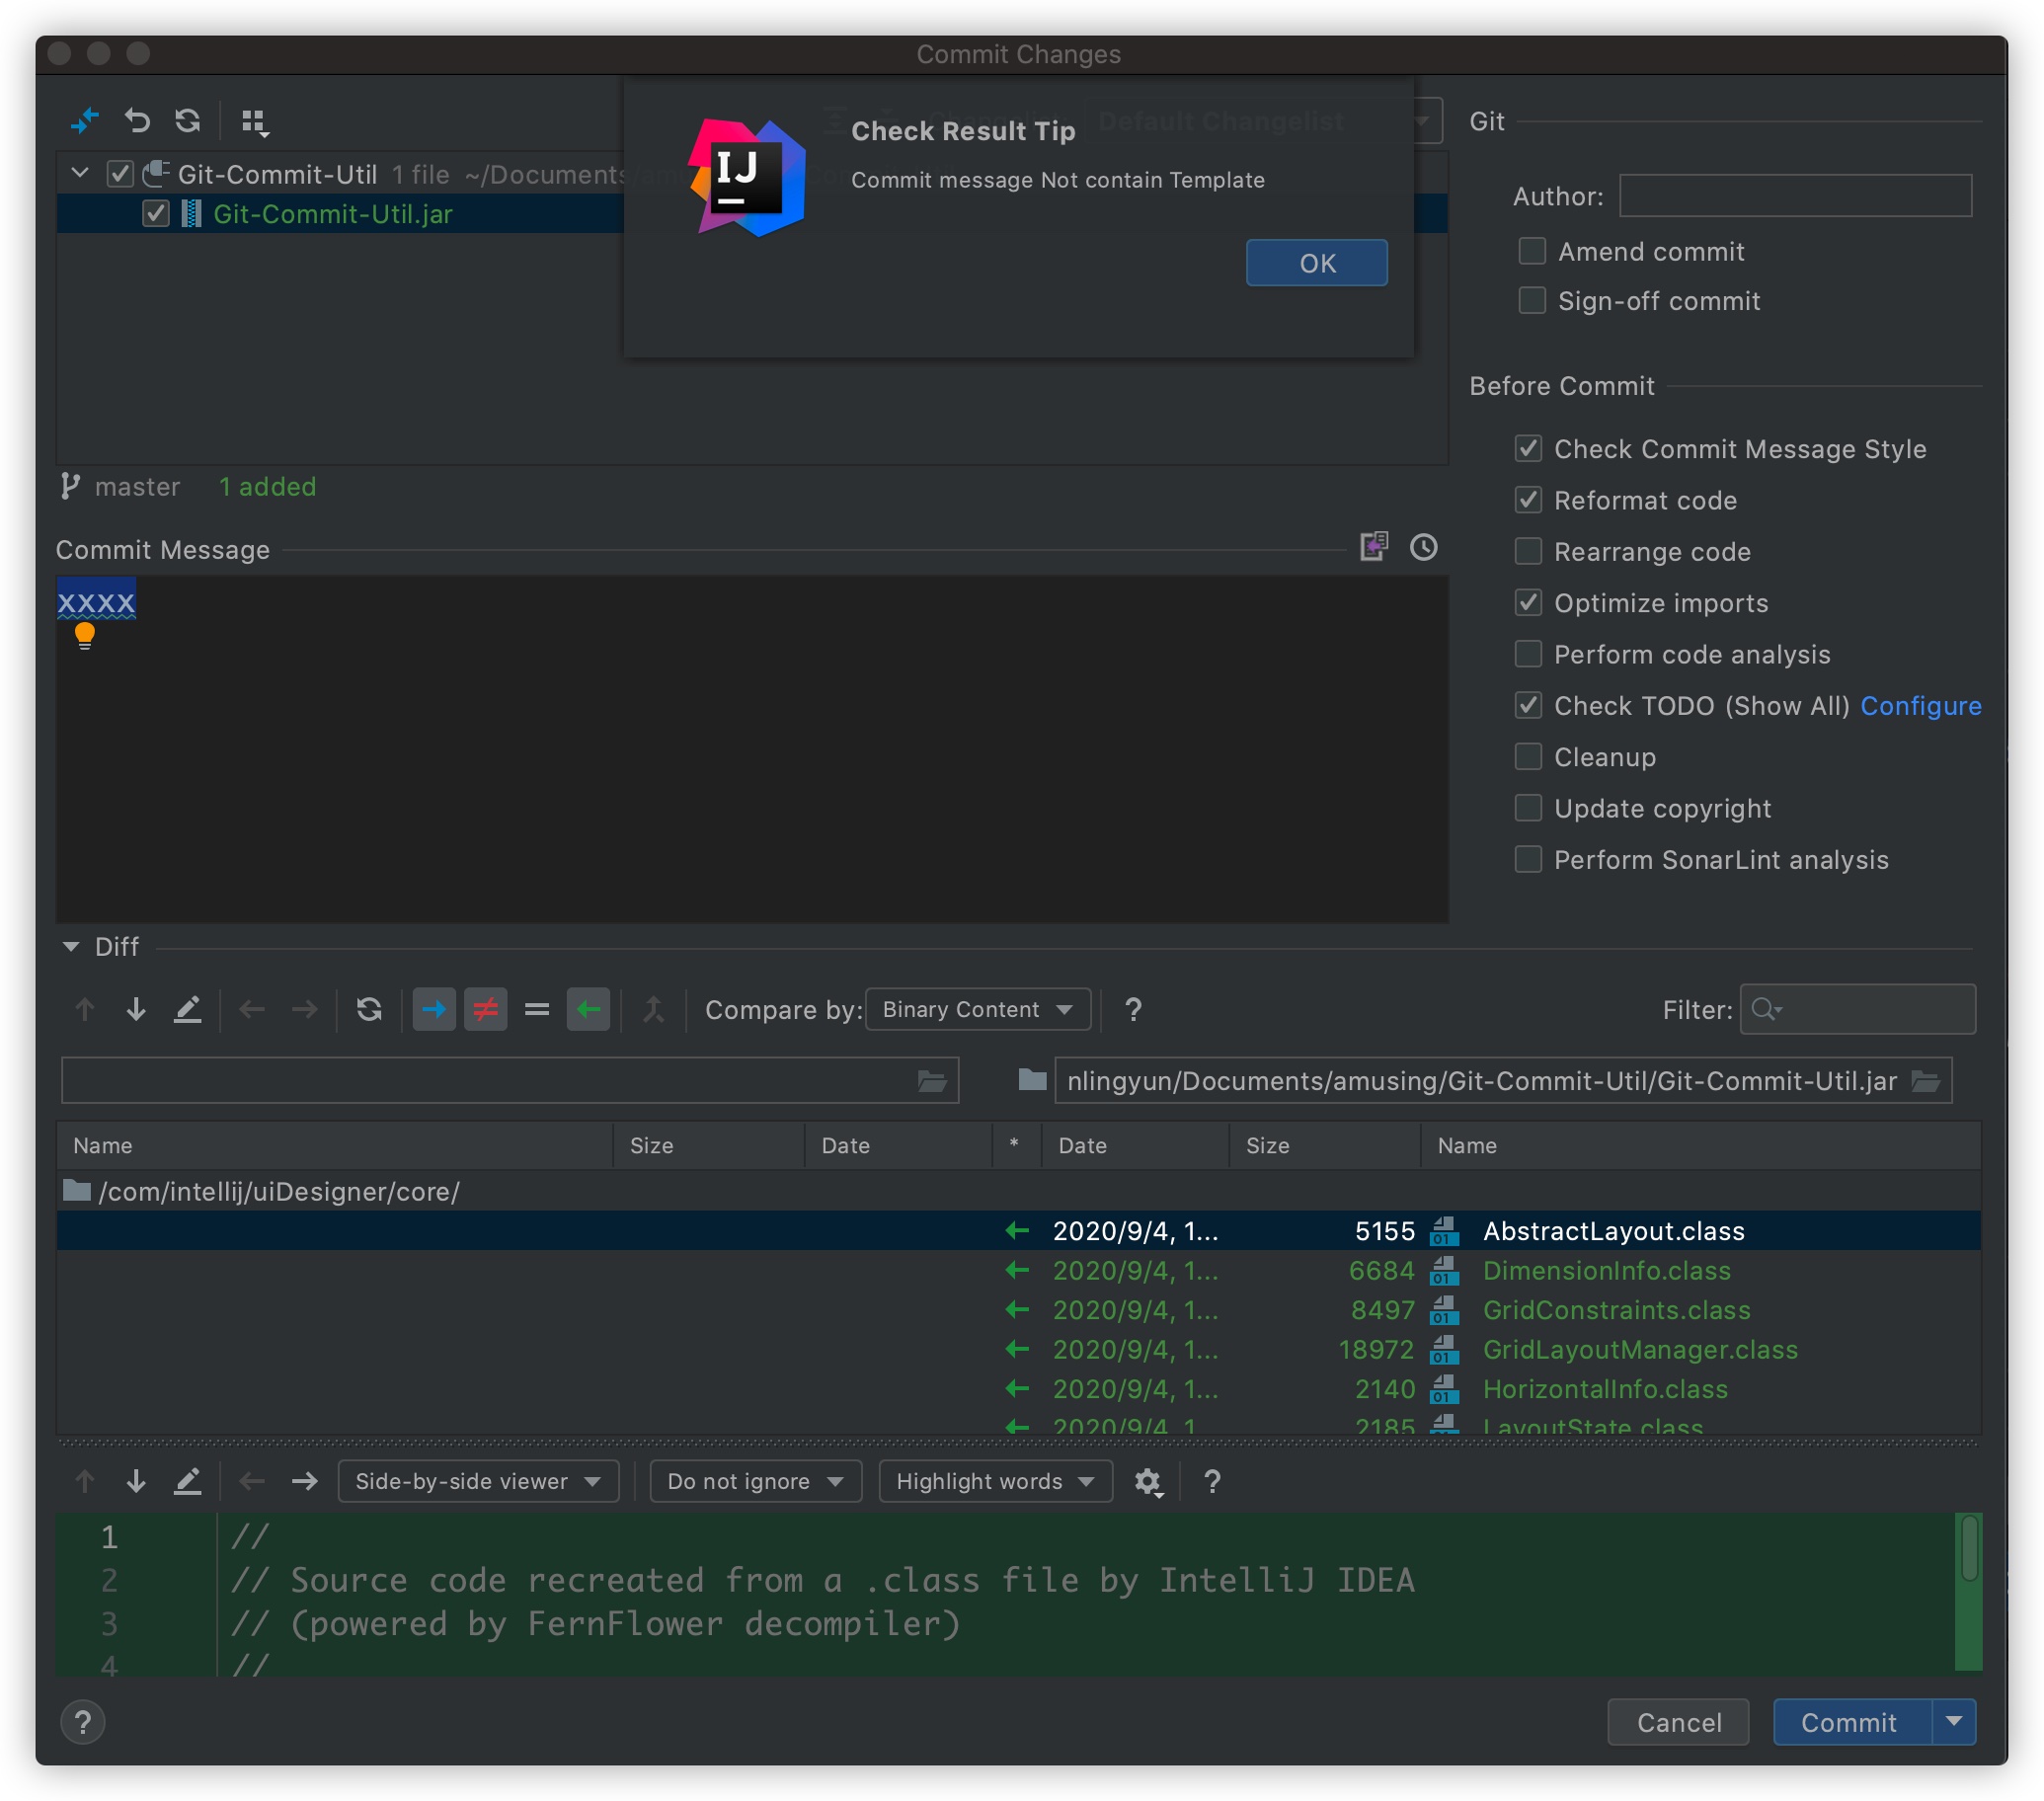 Commit Changes
Check Result Tip
Commit message Not contain Template
OK
Default Changelist
Git-Commit-Util 1 file ~/Documents
Git-Commit-Util.jar
master 1 added
Git
Author:
Amend commit
Sign-off commit
Before Commit
Check Commit Message Style
Reformat code
Rearrange code
Optimize imports
Perform code analysis
Check TODO (Show All) Configure
Cleanup
Update copyright
Perform SonarLint analysis
Commit Message
xxxx
Diff
Compare by: Binary Content ? Filter:
nlingyun/Documents/amusing/Git-Commit-Util/Git-Commit-Util.jar
Name Size Date * Date Size Name
/com/intellij/uiDesigner/core/
2020/9/4, 1... 5155 AbstractLayout.class
2020/9/4, 1... 6684 DimensionInfo.class
2020/9/4, 1... 8497 GridConstraints.class
2020/9/4, 1... 18972 GridLayoutManager.class
2020/9/4, 1... 2140 HorizontalInfo.class
2020/9/4, 1 2185 LayoutState.class
Side-by-side viewer Do not ignore Highlight words ?
1 //
2 // Source code recreated from a .class file by IntelliJ IDEA
3 // (powered by FernFlower decompiler)
4 //
? Cancel Commit